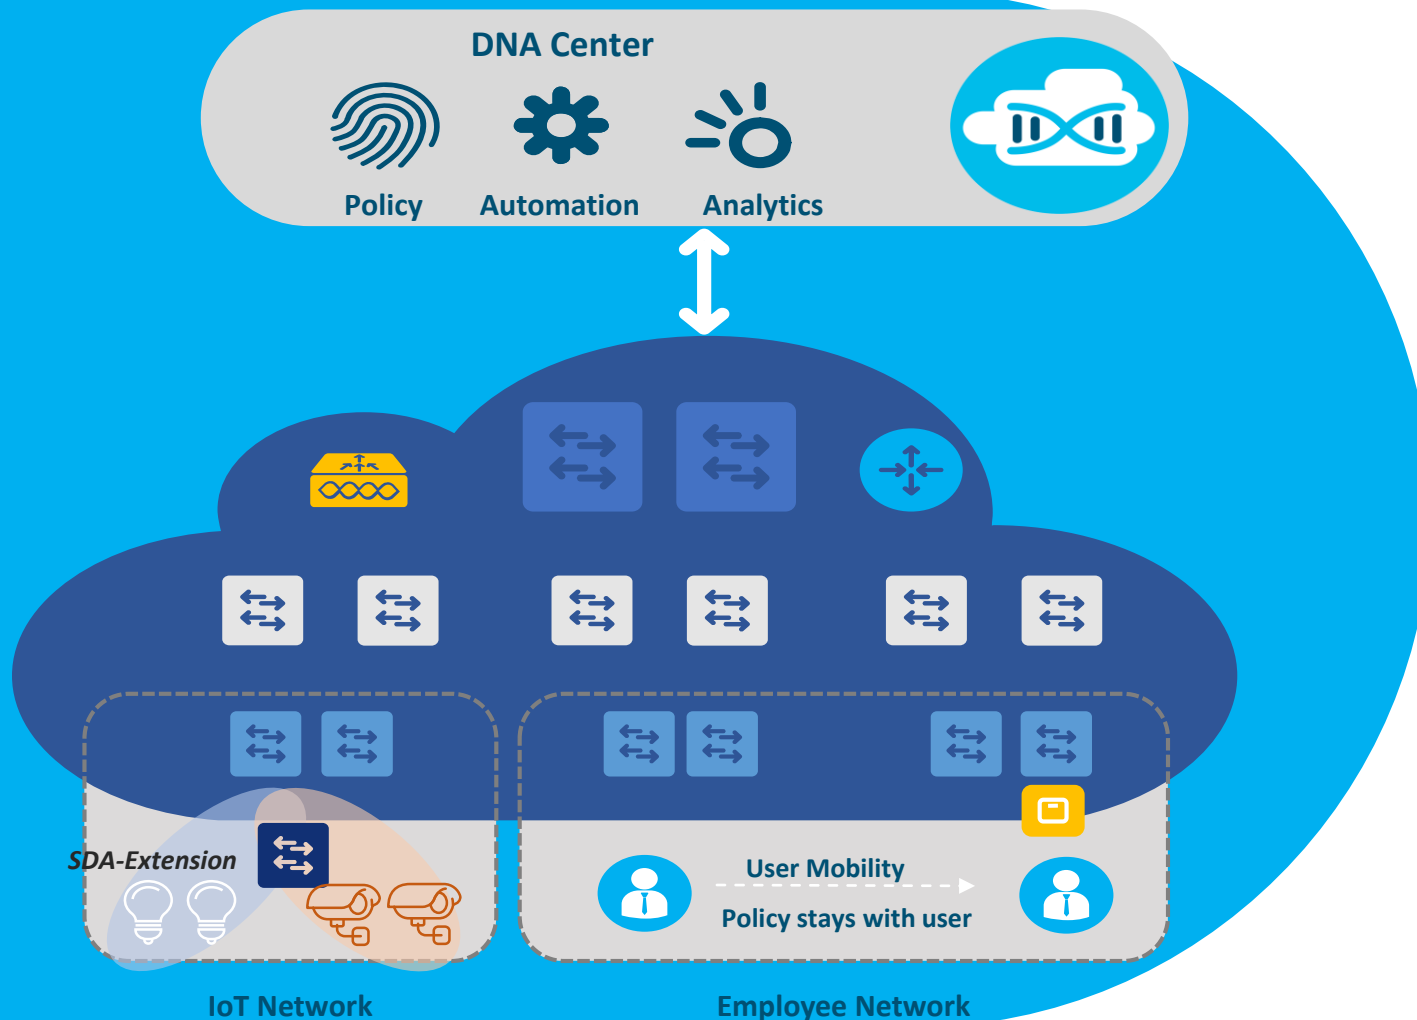 DNA Center
Policy
Automation
Analytics
SDA-Extension
User Mobility
Policy stays with user
IoT Network
Employee Network